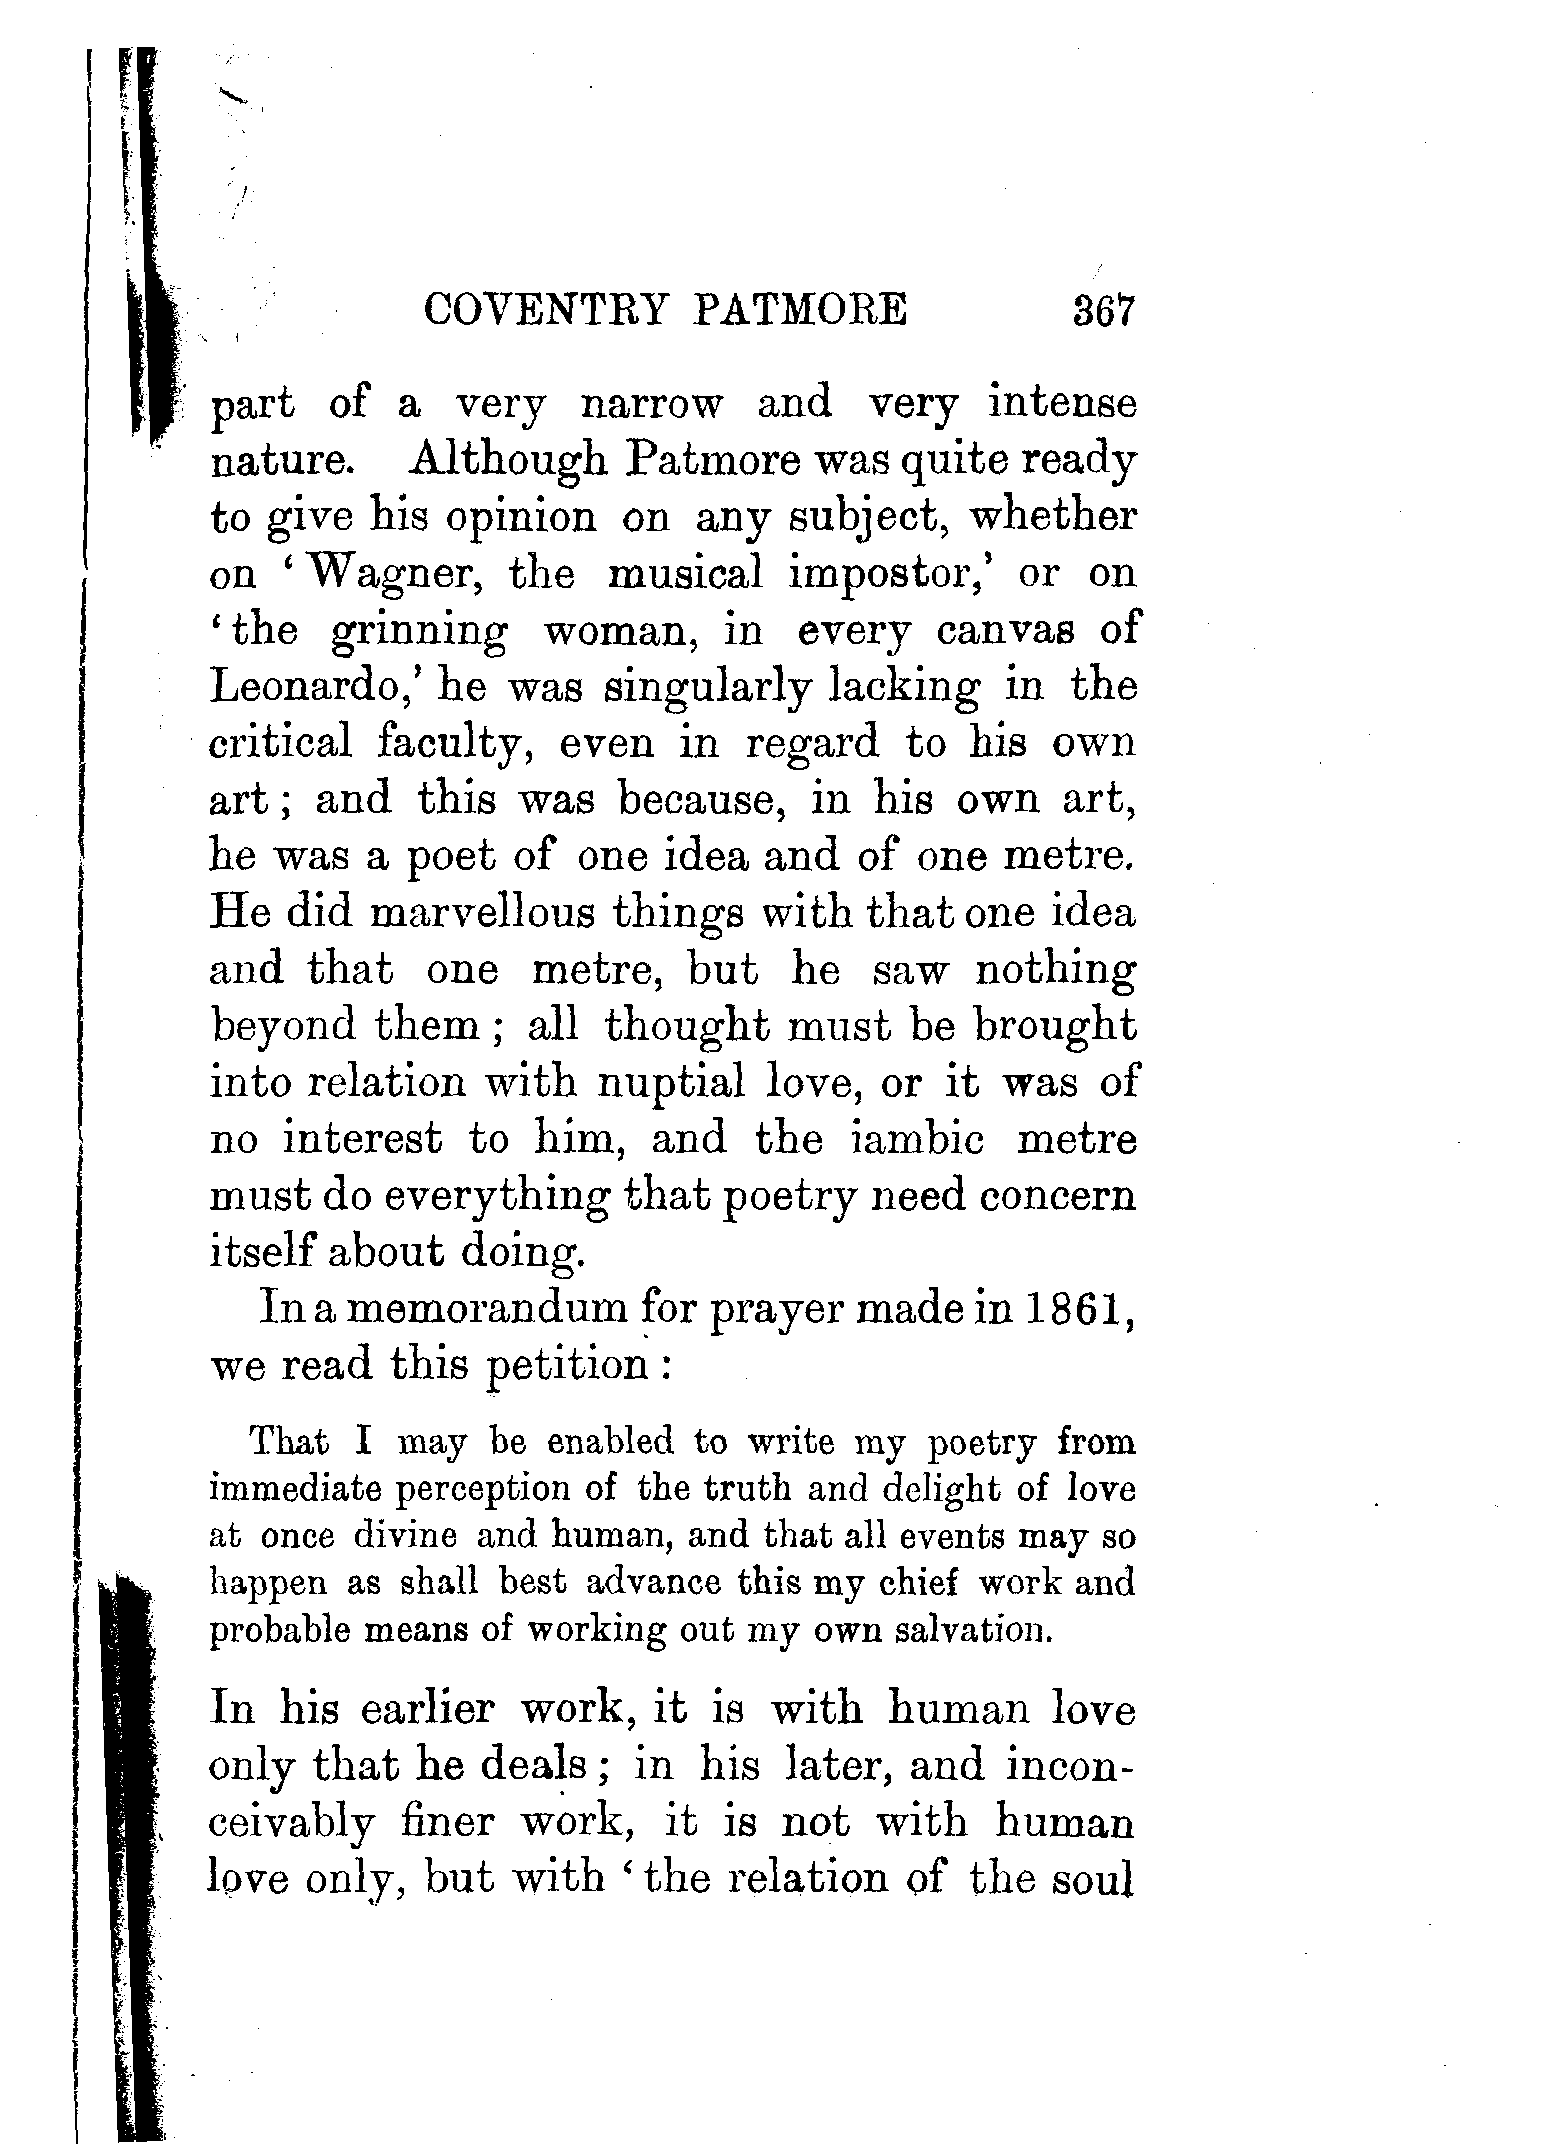 COVENTRY PATMORE 367
part of a very narrow and very intense
nature. Although Patmore was quite ready
to give his opinion on any subject, whether
on ‘Wagner, the musical impostor,’ or on
‘the grinning woman, in every canvas of
Leonardo,’ he was singularly lacking in the
critical faculty, even in regard to his own
art; and this was because, in his own art,
he was a poet of one idea and of one metre.
He did marvellous things with that one idea
and that one metre, but he saw nothing
beyond them; all thought must be brought
into relation with nuptial love, or it was of
no interest to him, and the iambic metre
must do everything that poetry need concern
itself about doing.
In a memorandum for prayer made in 1861,
we read this petition:
That I may be enabled to write my poetry from
immediate perception of the truth and delight of love
at once divine and human, and that all events may so
happen as shall best advance this my chief work and
probable means of working out my own salvation.
In his earlier work, it is with human love
only that he deals; in his later, and incon-
ceivably finer work, it is not with human
love only, but with ‘the relation of the soul